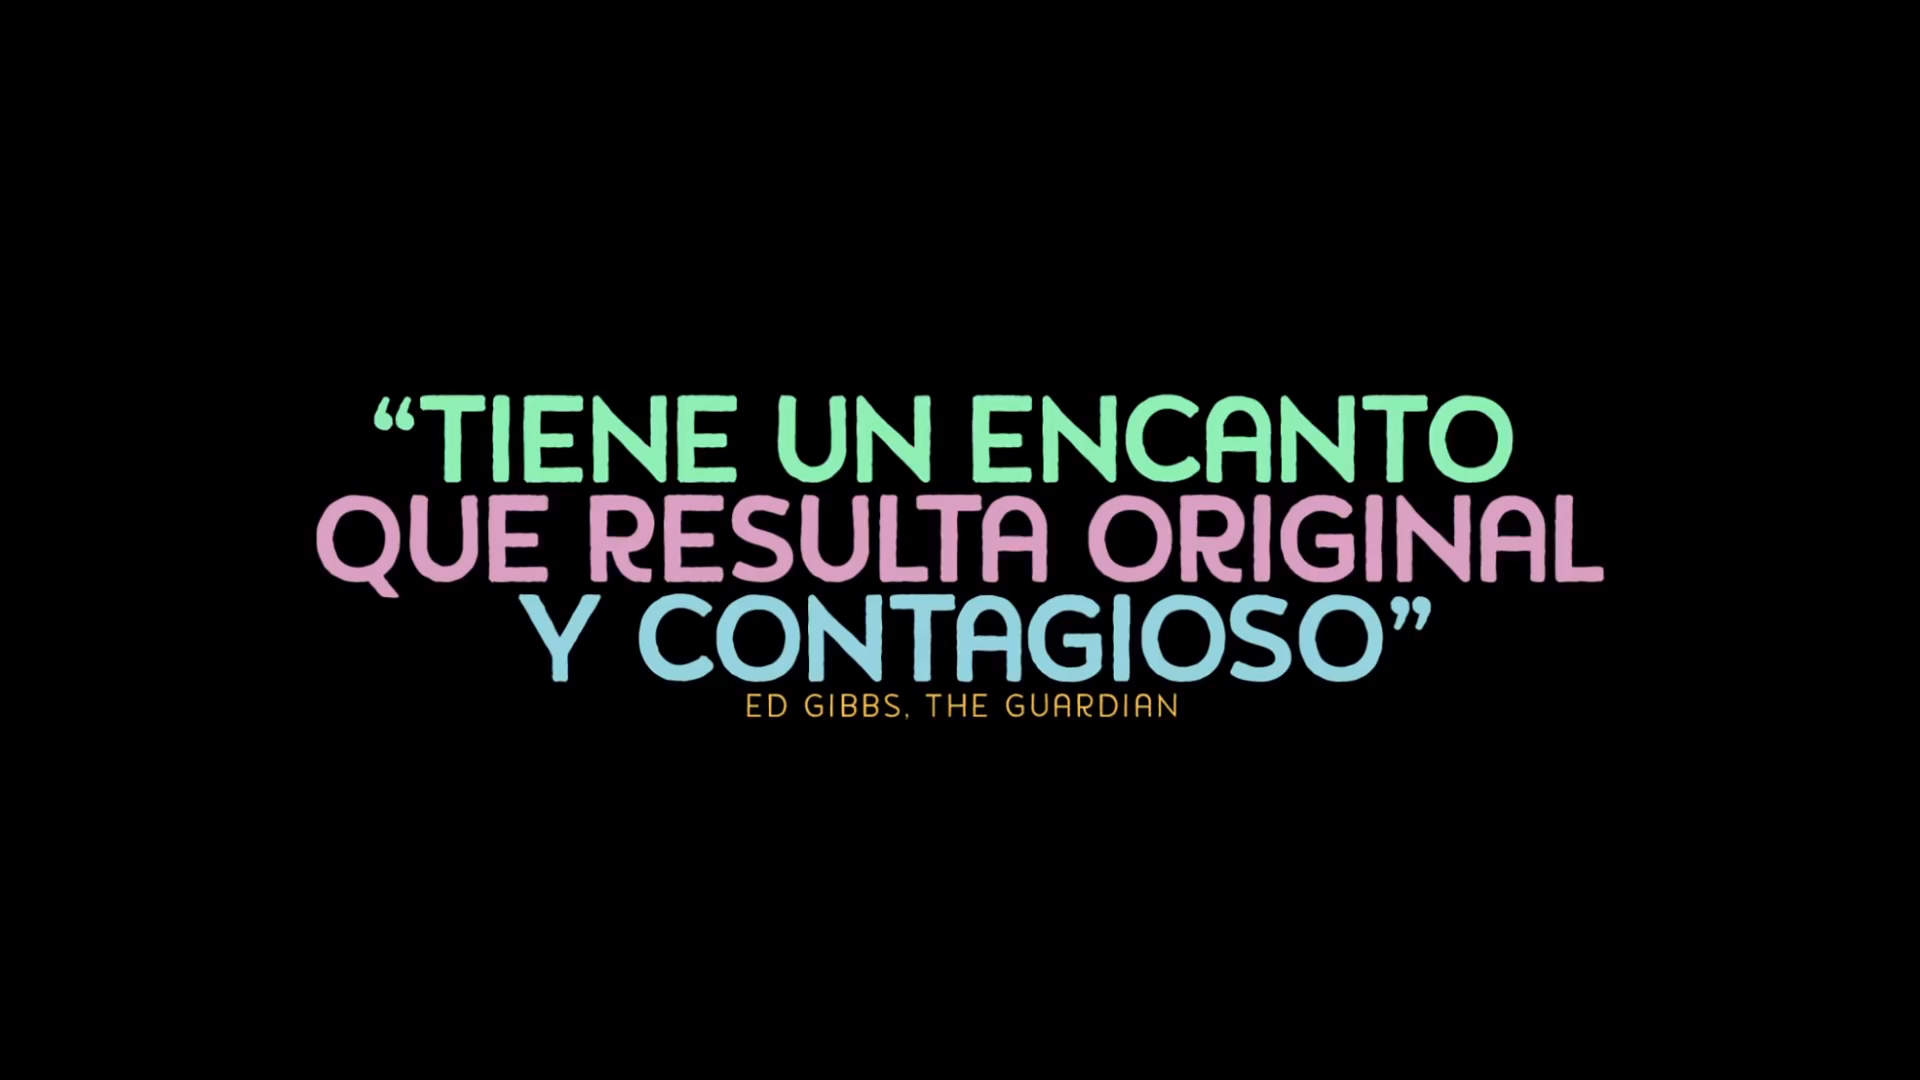 “TIENE UN ENCANTO
QUE RESULTA ORIGINAL
Y CONTAGIOSO”
ED GIBBS, THE GUARDIAN